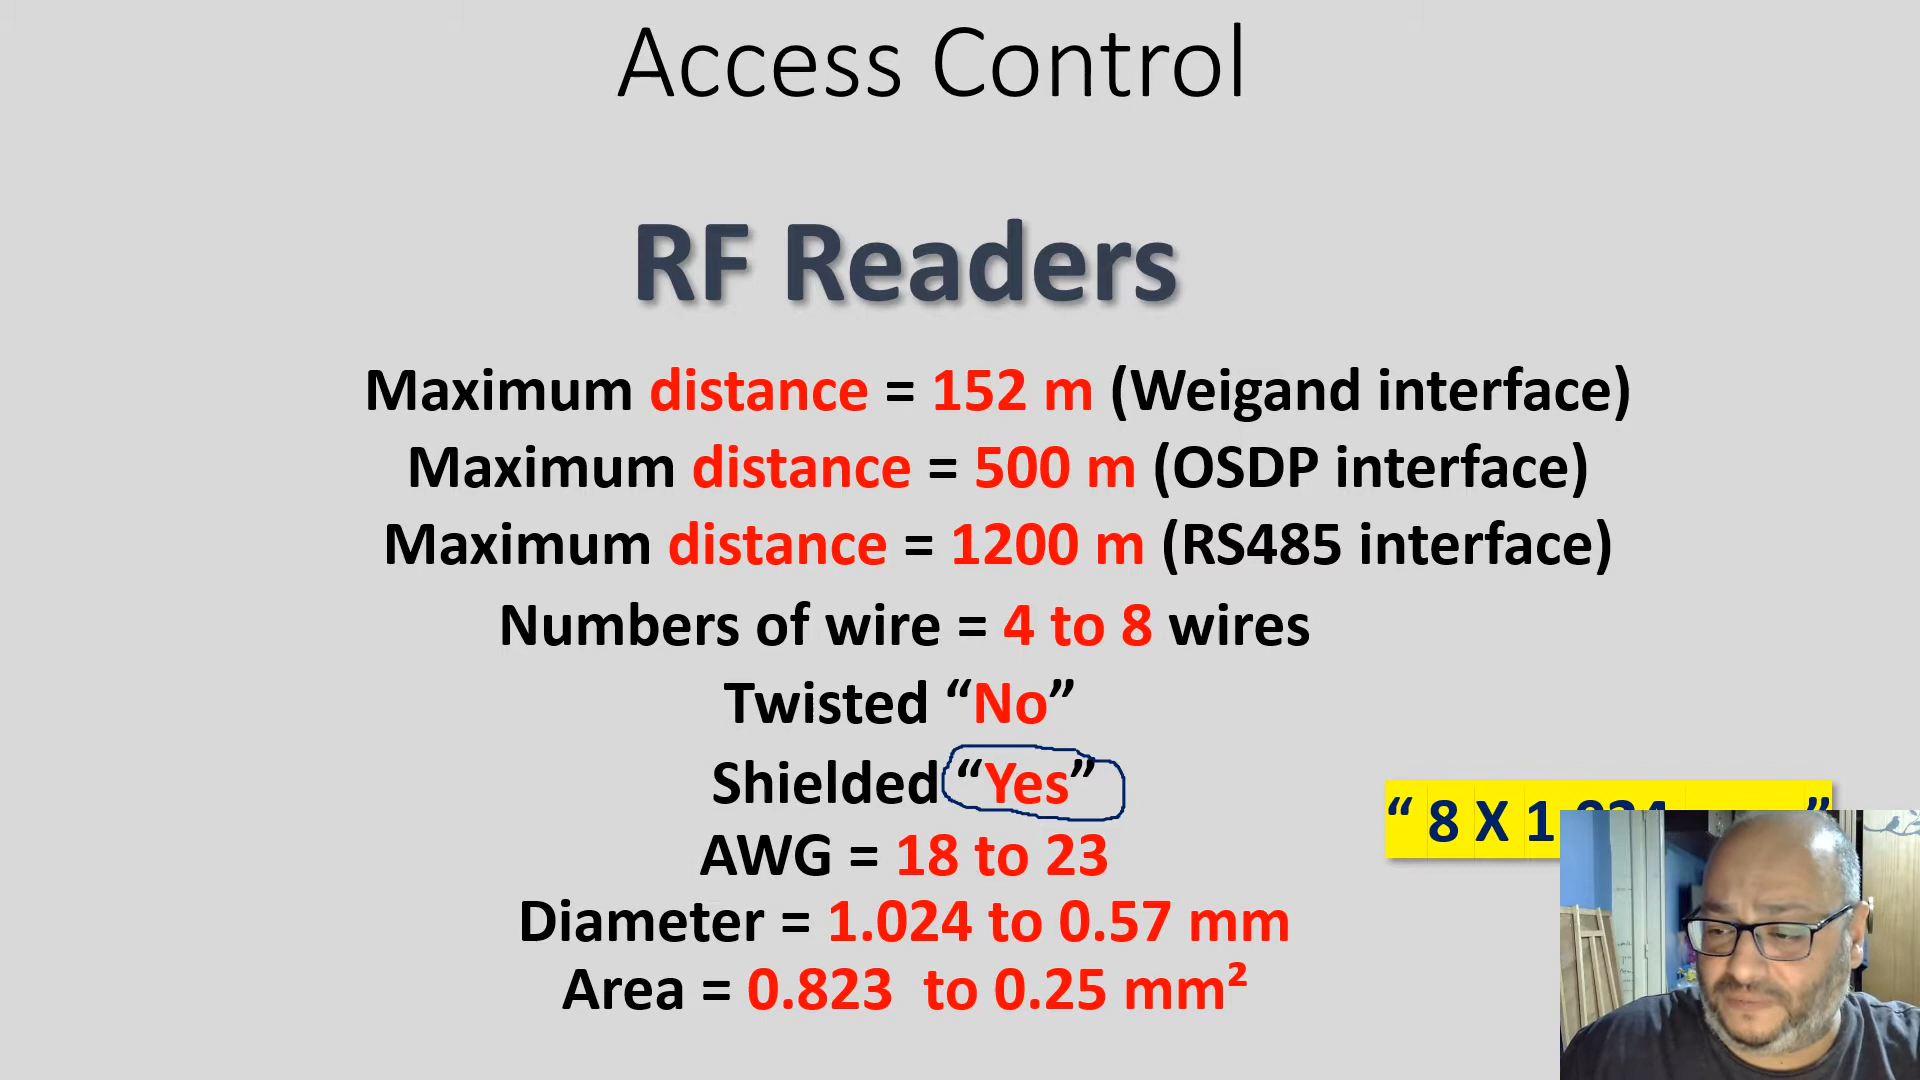 Access Control
RF Readers
Maximum distance = 152 m (Weigand interface)
Maximum distance = 500 m (OSDP interface)
Maximum distance = 1200 m (RS485 interface)
Numbers of wire = 4 to 8 wires
Twisted “No”
Shielded “Yes”
“ 8 X 1 ”
AWG = 18 to 23
Diameter = 1.024 to 0.57 mm
Area = 0.823 to 0.25 mm²